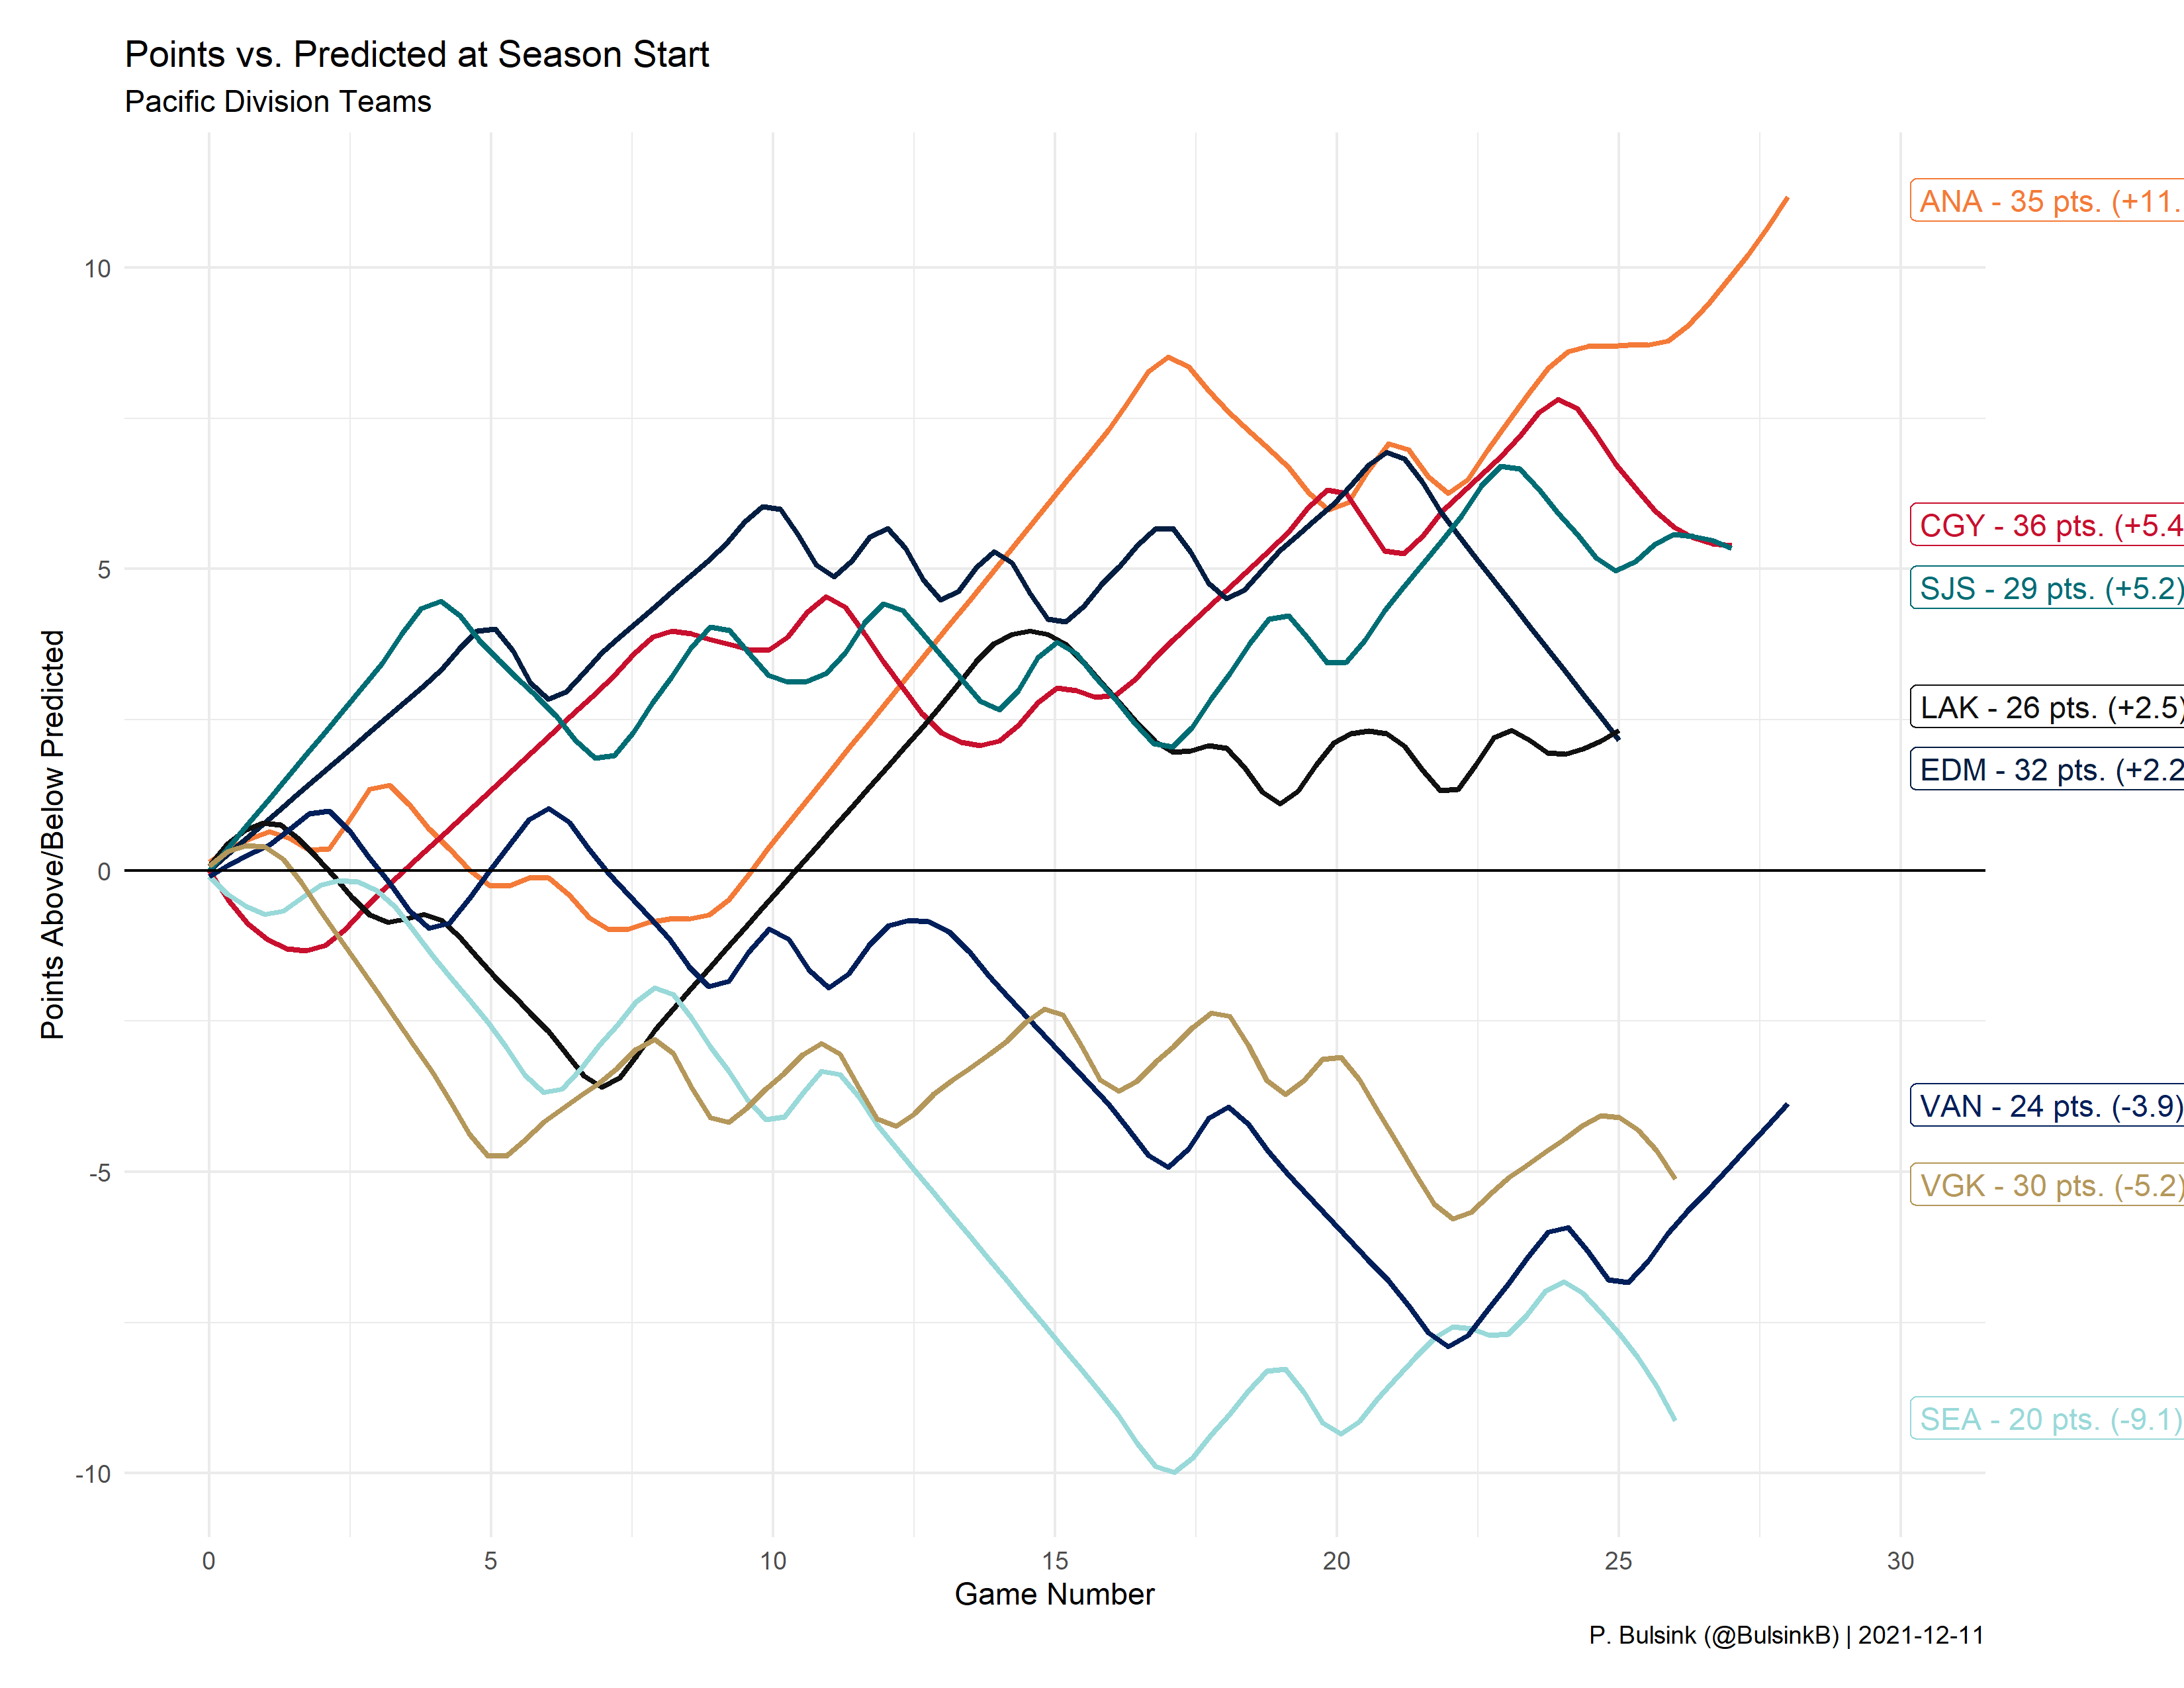 Points vs. Predicted at Season Start
Pacific Division Teams
Points Above/Below Predicted
10
5
0
-5
-10
ANA - 35 pts. (+11.
CGY - 36 pts. (+5.4
SJS - 29 pts. (+5.2)
LAK - 26 pts. (+2.5)
EDM - 32 pts. (+2.2
VAN - 24 pts. (-3.9)
VGK - 30 pts. (-5.2)
SEA - 20 pts. (-9.1)
0 5 10 15 20 25 30
Game Number
P. Bulsink (@BulsinkB) | 2021-12-11